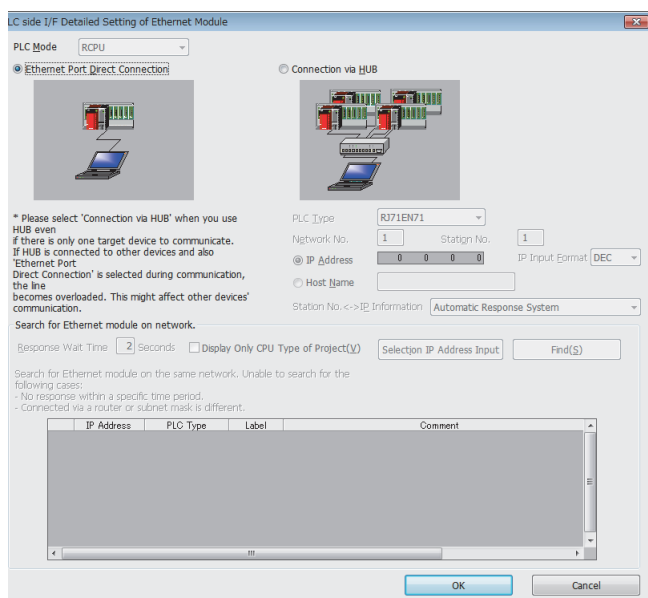 LC side I/F Detailed Setting of Ethernet Module
PLC Mode RCPU
Ethernet Port Direct Connection Connection via HUB
* Please select 'Connection via HUB' when you use
HUB even
if there is only one target device to communicate.
If HUB is connected to other devices and also
'Ethernet Port
Direct Connection' is selected during communication,
the line
becomes overloaded. This might affect other devices'
communication.
PLC Type RJ71EN71
Network No. 1 Station No. 1
IP Address 0 0 0 0 IP Input Format DEC
Host Name
Station No.<->IP Information Automatic Response System
Search for Ethernet module on network.
Response Wait Time 2 Seconds Display Only CPU Type of Project(V) Selection IP Address Input Find(S)
Search for Ethernet module on the same network. Unable to search for the
following cases:
- No response within a specific time period.
- Connected via a router or subnet mask is different.
IP Address PLC Type Label Comment
OK Cancel